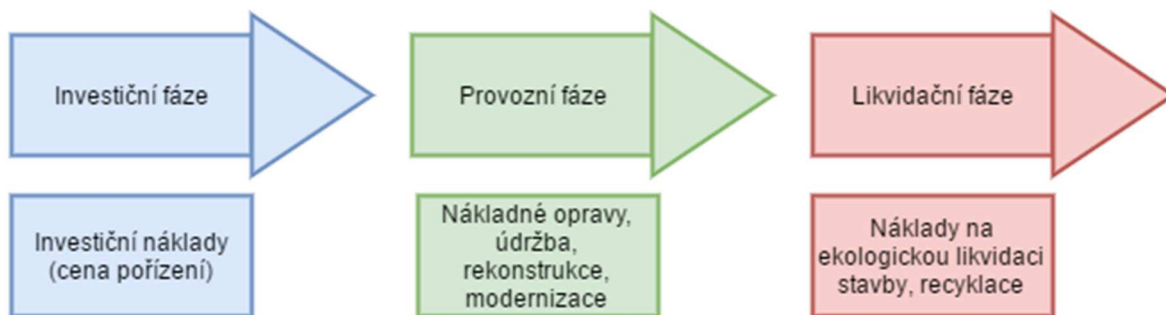 Investiční fáze
Provozní fáze
Likvidační fáze
Investiční náklady
(cena pořízení)
Nákladné opravy,
údržba,
rekonstrukce,
modernizace
Náklady na
ekologickou likvidaci
stavby, recyklace